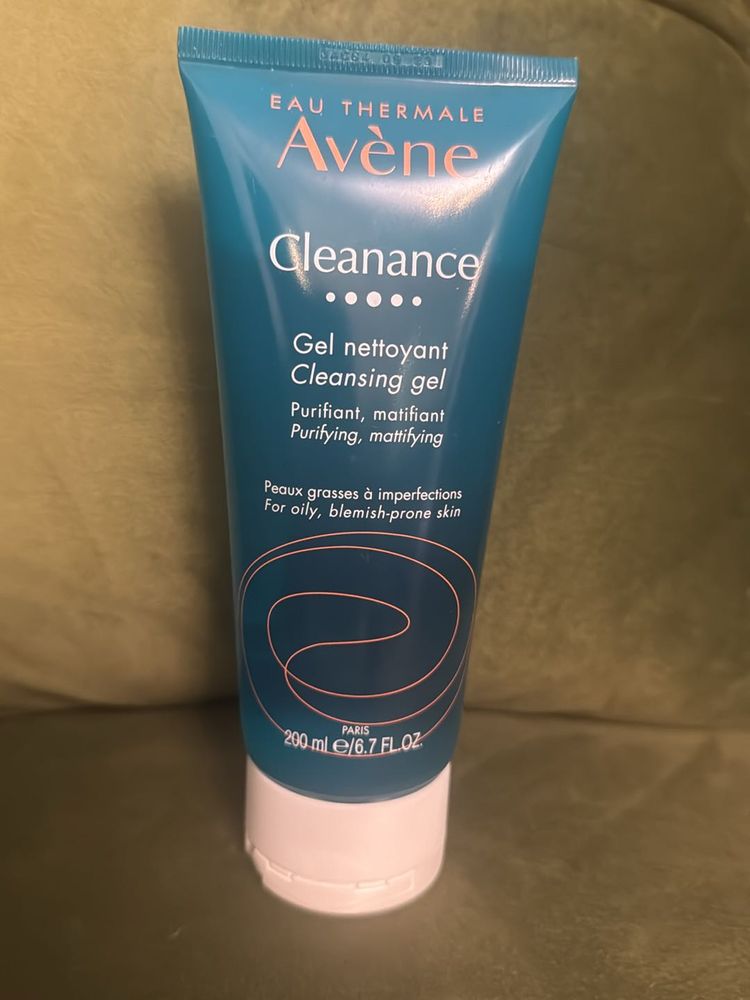 EAU THERMALE
Avène
Cleanance
Gel nettoyant
Cleansing gel
Purifiant, matifiant
Purifying, mattifying
Peaux grasses à imperfections
For oily, blemish-prone skin
PARIS
200 ml e/6.7 FL.OZ.